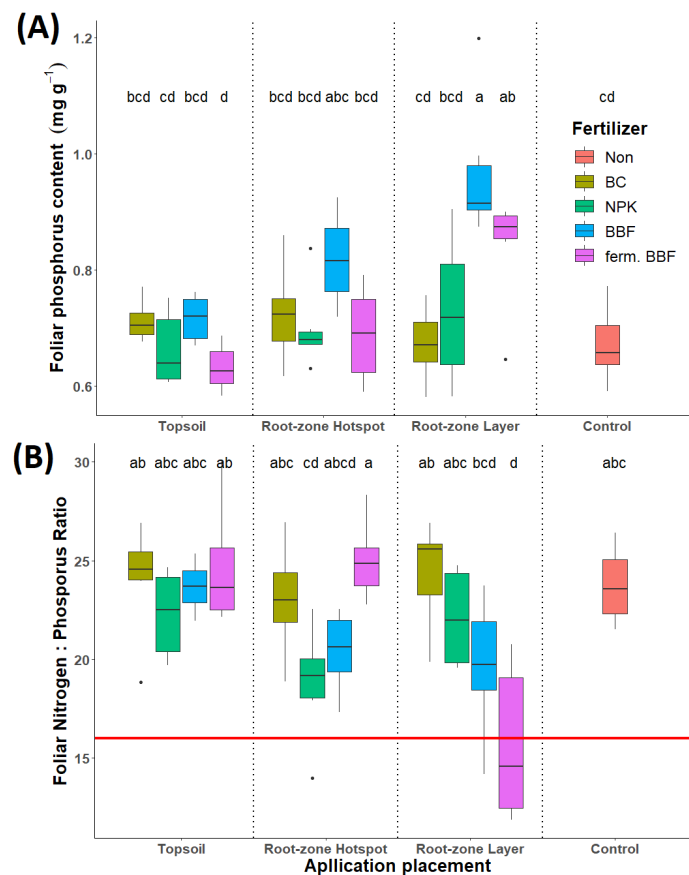 (A)
Foliar phosphorus content (mg g⁻¹)
1.2
1.0
0.8
0.6
bcd cd bcd d
bcd bcd abc bcd
cd bcd a ab
cd
Fertilizer
Non
BC
NPK
BBF
ferm. BBF
Topsoil Root-zone Hotspot Root-zone Layer Control
(B)
Foliar Nitrogen : Phosporus Ratio
30
25
20
15
ab abc abc ab
abc cd abcd a
ab abc bcd d
abc
Topsoil Root-zone Hotspot Root-zone Layer Control
Apllication placement